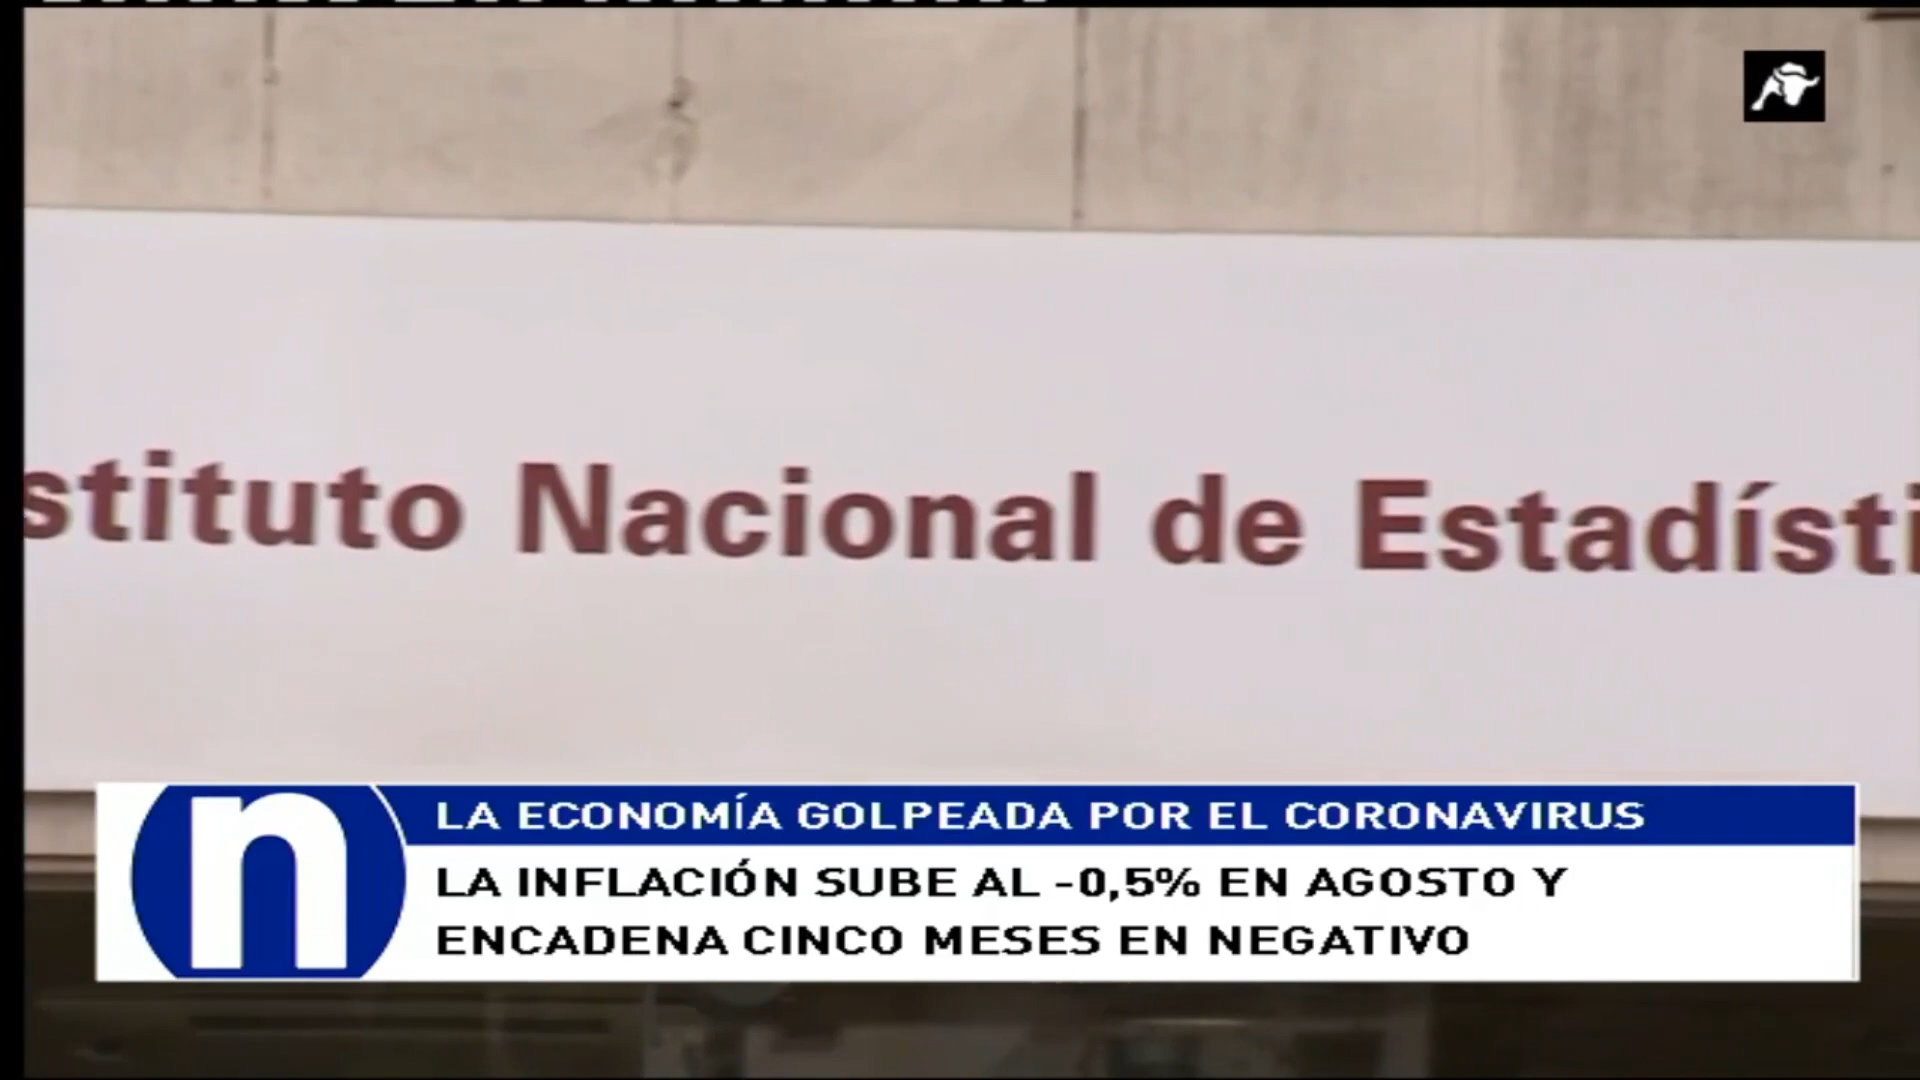 stituto Nacional de Estadísti
n
LA ECONOMÍA GOLPEADA POR EL CORONAVIRUS
LA INFLACIÓN SUBE AL -0,5% EN AGOSTO Y
ENCADENA CINCO MESES EN NEGATIVO